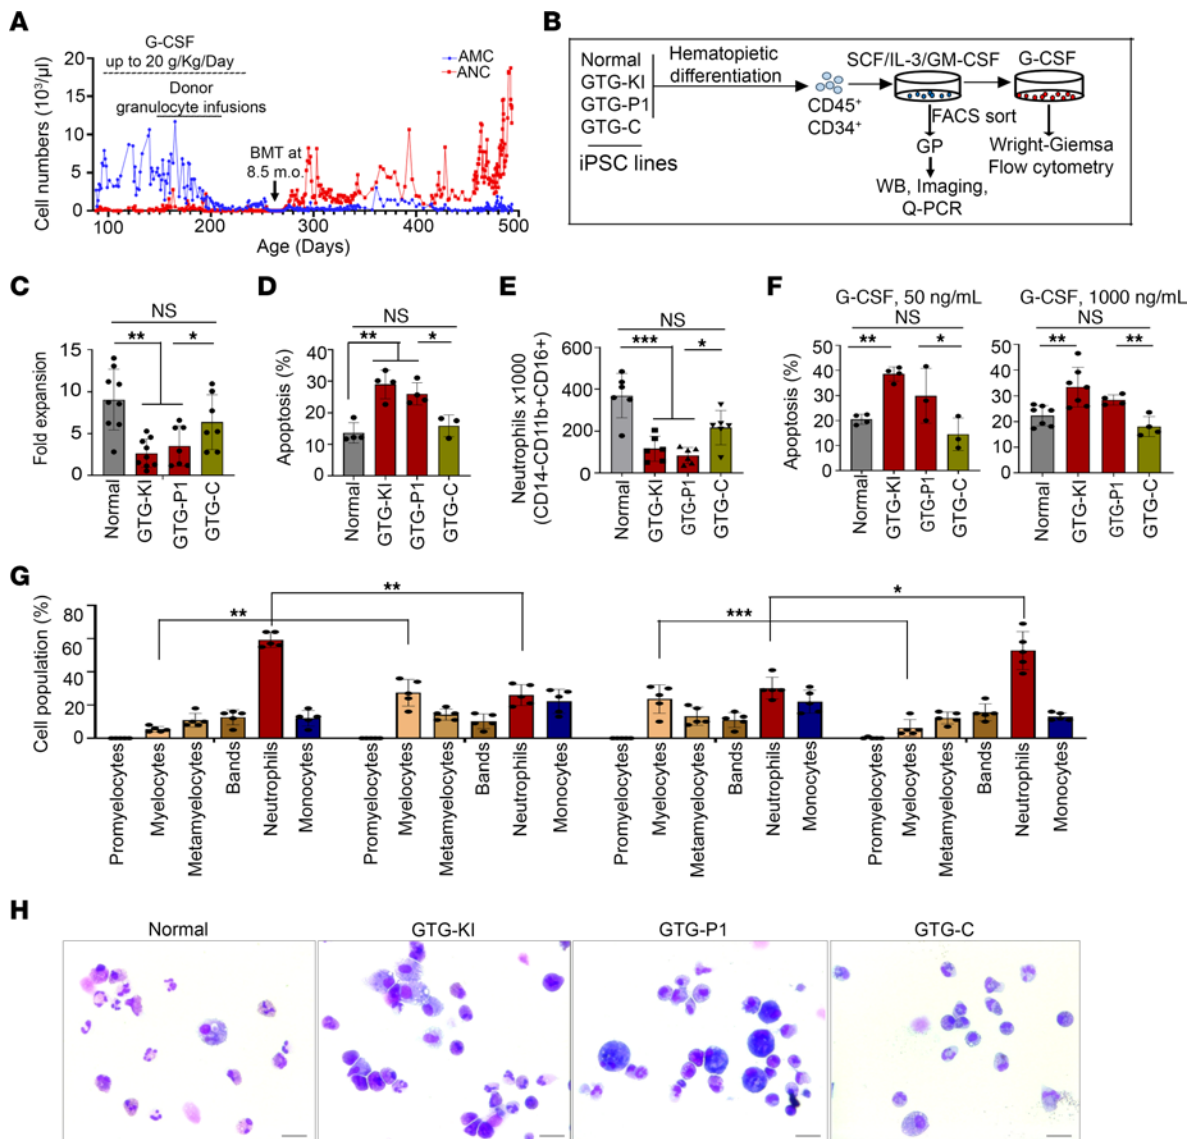 A
G-CSF
up to 20 g/Kg/Day
Donor
granulocyte infusions
AMC
ANC
BMT at
8.5 m.o.
Cell numbers (10³/µl)
20
15
10
5
0
100
200
300
400
500
Age (Days)
B
Normal
GTG-KI
GTG-P1
GTG-C
iPSC lines
Hematopietic
differentiation
CD45⁺
CD34⁺
SCF/IL-3/GM-CSF
G-CSF
FACS sort
GP
WB, Imaging,
Q-PCR
Wright-Giemsa
Flow cytometry
C
NS
** *
Fold expansion
15
10
5
0
Normal
GTG-KI
GTG-P1
GTG-C
D
NS
** *
Apoptosis (%)
40
30
20
10
0
Normal
GTG-KI
GTG-P1
GTG-C
E
NS
*** *
Neutrophils x1000
(CD14-CD11b+CD16+)
600
400
200
0
Normal
GTG-KI
GTG-P1
GTG-C
F
G-CSF, 50 ng/mL
NS
** *
Apoptosis (%)
50
40
30
20
10
0
Normal
GTG-KI
GTG-P1
GTG-C
G-CSF, 1000 ng/mL
NS
** **
50
40
30
20
10
0
Normal
GTG-KI
GTG-P1
GTG-C
G
** ** *** *
Cell population (%)
80
60
40
20
0
Promyelocytes
Myelocytes
Metamyelocytes
Bands
Neutrophils
Monocytes
Promyelocytes
Myelocytes
Metamyelocytes
Bands
Neutrophils
Monocytes
Promyelocytes
Myelocytes
Metamyelocytes
Bands
Neutrophils
Monocytes
Promyelocytes
Myelocytes
Metamyelocytes
Bands
Neutrophils
Monocytes
H
Normal
GTG-KI
GTG-P1
GTG-C